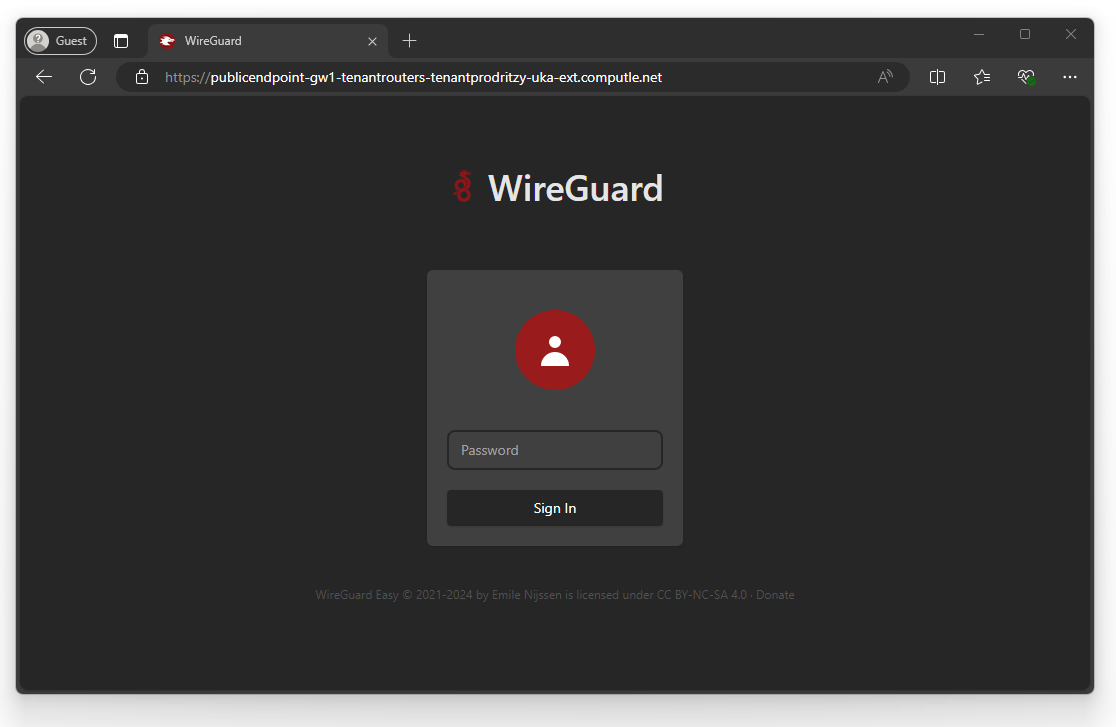 Guest
WireGuard
https://publicendpoint-gw1-tenantrouters-tenantprodritzy-uka-ext.computle.net
WireGuard
Password
Sign In
WireGuard Easy © 2021-2024 by Emile Nijssen is licensed under CC BY-NC-SA 4.0 · Donate